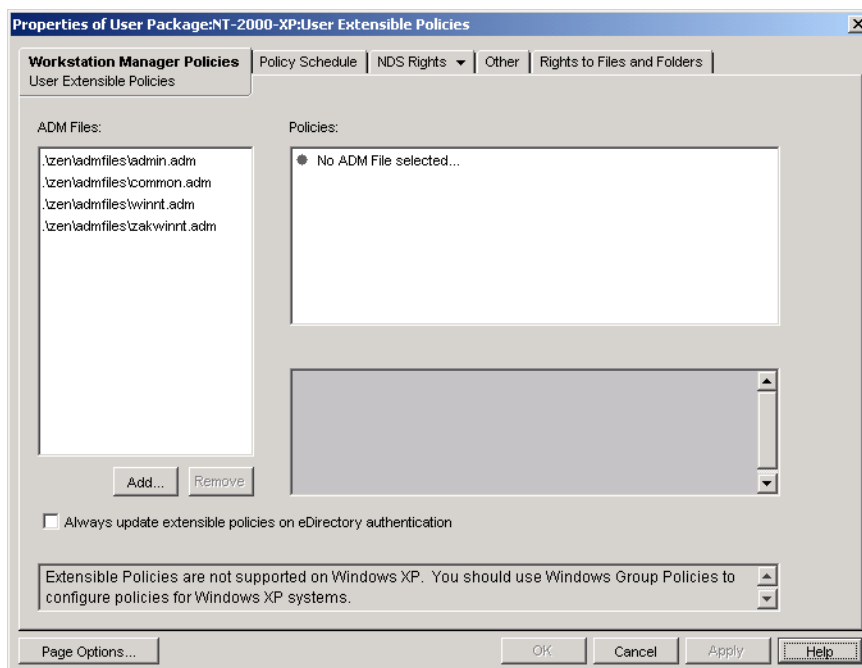 Properties of User Package:NT-2000-XP:User Extensible Policies
Workstation Manager Policies
User Extensible Policies
Policy Schedule
NDS Rights
Other
Rights to Files and Folders
ADM Files:
Policies:
.\zen\admfiles\admin.adm
.\zen\admfiles\common.adm
.\zen\admfiles\winnt.adm
.\zen\admfiles\zakwinnt.adm
No ADM File selected...
Add...
Remove
Always update extensible policies on eDirectory authentication
Extensible Policies are not supported on Windows XP. You should use Windows Group Policies to
configure policies for Windows XP systems.
Page Options...
OK
Cancel
Apply
Help